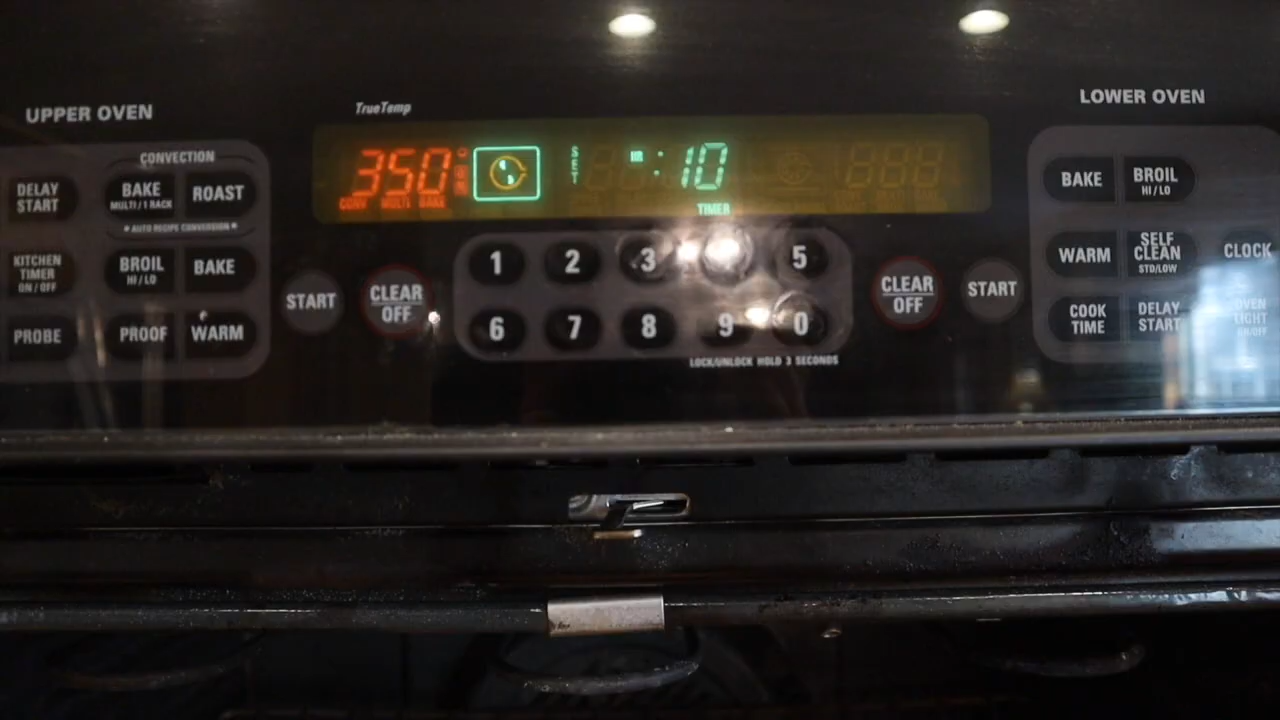 UPPER OVEN
TrueTemp
LOWER OVEN
350°
CONV MULTI BAKE
SET
HR
:10
TIMER
DELAY START
CONVECTION
BAKE
MULTI/1 RACK
ROAST
AUTO RECIPE CONVERSION
KITCHEN TIMER
ON/OFF
BROIL
HI/LO
BAKE
PROBE
PROOF
WARM
START
CLEAR
OFF
1 2 3 5
6 7 8 9 0
LOCK/UNLOCK HOLD 3 SECONDS
CLEAR
OFF
START
BAKE
BROIL
HI/LO
WARM
SELF CLEAN
STD/LOW
CLOCK
COOK TIME
DELAY START
OVEN LIGHT
ON/OFF